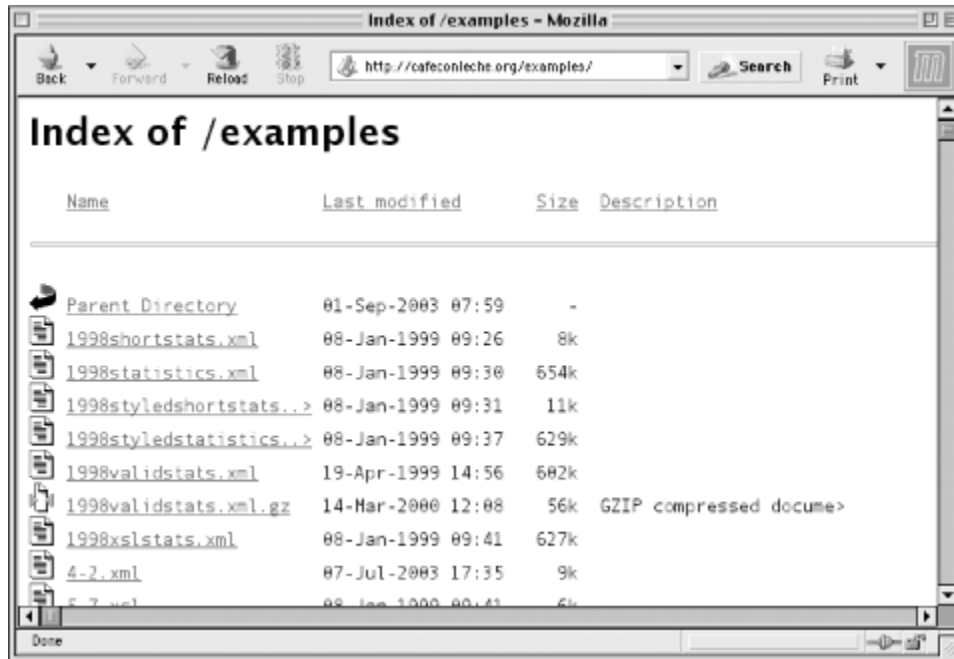 Index of /examples – Mozilla
Back Forward Reload Stop http://cafeconleche.org/examples/ Search Print
Index of /examples
Name Last modified Size Description
Parent Directory 01-Sep-2003 07:59 -
1998shortstats.xml 08-Jan-1999 09:26 8k
1998statistics.xml 08-Jan-1999 09:30 654k
1998styledshortstats..> 08-Jan-1999 09:31 11k
1998styledstatistics..> 08-Jan-1999 09:37 629k
1998validstats.xml 19-Apr-1999 14:56 602k
1998validstats.xml.gz 14-Mar-2000 12:08 56k GZIP compressed docume>
1998xslstats.xml 08-Jan-1999 09:41 627k
4-2.xml 07-Jul-2003 17:35 9k
Done